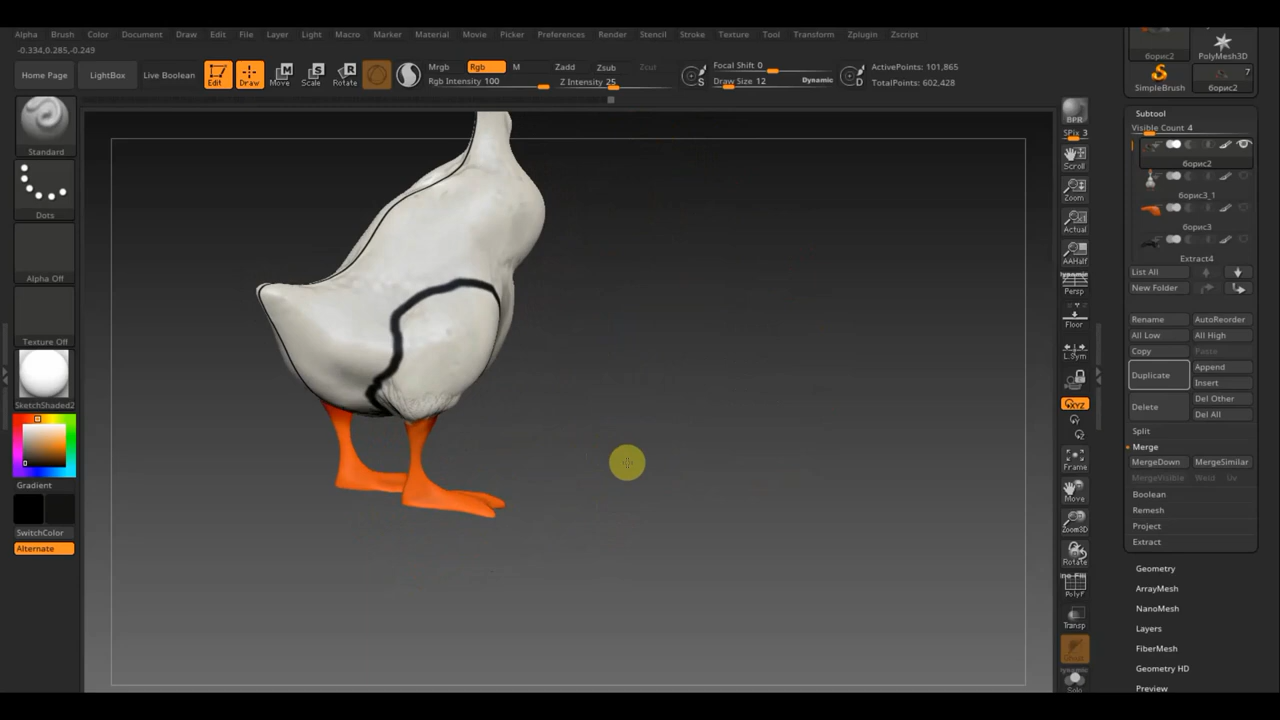 Alpha Brush Color Document Draw Edit File Layer Light Macro Marker Material Movie Picker Preferences Render Stencil Stroke Texture Tool Transform Zplugin Zscript
-0.334,0.285,-0.249
Home Page LightBox Live Boolean Edit Draw Move Scale Rotate
Mrgb Rgb M Zadd Zsub Zcut
Rgb Intensity 100 Z Intensity 25
Focal Shift 0
Draw Size 12 Dynamic
S D
ActivePoints: 101,865
TotalPoints: 602,428
Standard
Dots
Alpha Off
Texture Off
SketchShaded2
Gradient
SwitchColor
Alternate
BPR
SPix 3
Scroll
Zoom
Actual
AAHalf
Dynamic
Persp
Floor
L.Sym
XYZ
Y
Z
Frame
Move
Zoom3D
Rotate
Line Fill
PolyF
Transp
Ghost
Dynamic
Solo
борис2 PolyMesh3D
SimpleBrush 7
борис2
Subtool
Visible Count 4
борис2
борис3_1
борис3
Extract4
List All
New Folder
Rename AutoReorder
All Low All High
Copy Paste
Duplicate Append
Insert
Delete Del Other
Del All
Split
Merge
MergeDown MergeSimilar
MergeVisible Weld Uv
Boolean
Remesh
Project
Extract
Geometry
ArrayMesh
NanoMesh
Layers
FiberMesh
Geometry HD
Preview